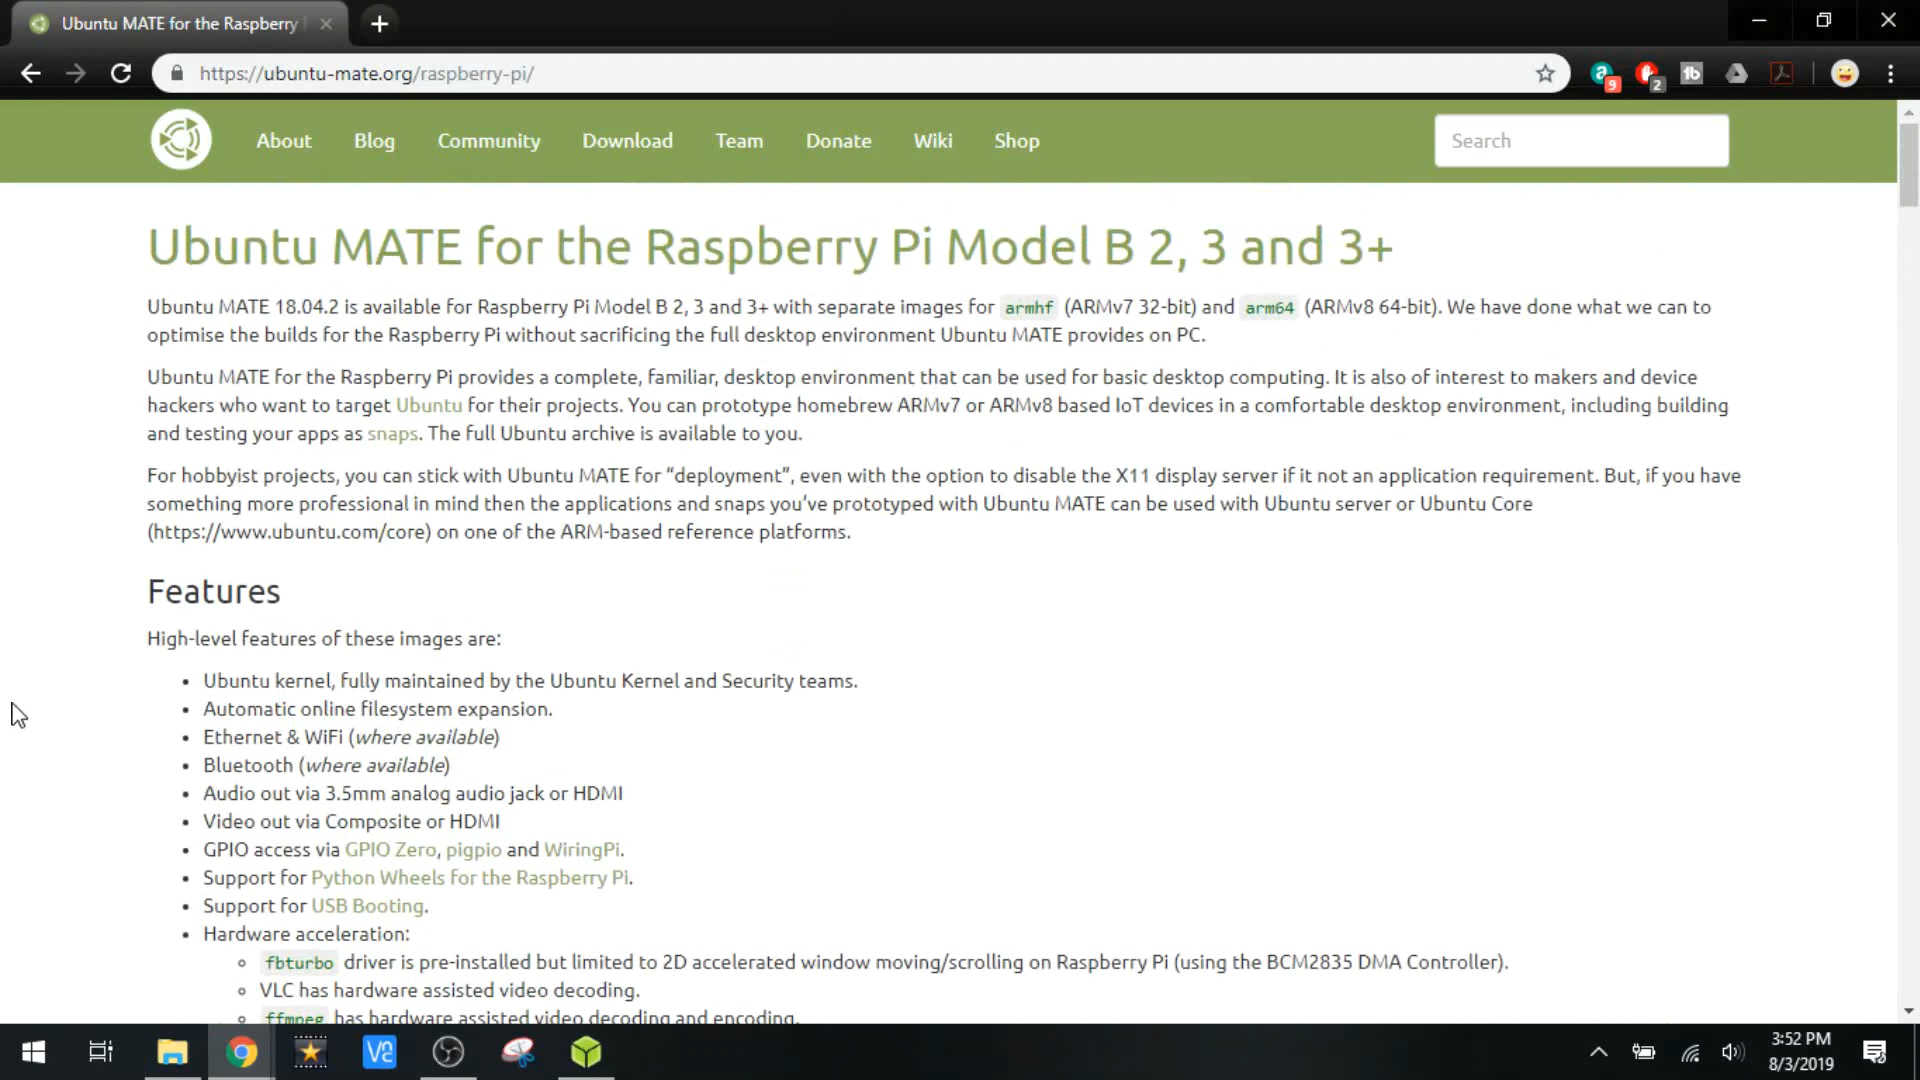 Ubuntu MATE for the Raspberry
https://ubuntu-mate.org/raspberry-pi/
9
2
About Blog Community Download Team Donate Wiki Shop Search
Ubuntu MATE for the Raspberry Pi Model B 2, 3 and 3+
Ubuntu MATE 18.04.2 is available for Raspberry Pi Model B 2, 3 and 3+ with separate images for armhf (ARMv7 32-bit) and arm64 (ARMv8 64-bit). We have done what we can to
optimise the builds for the Raspberry Pi without sacrificing the full desktop environment Ubuntu MATE provides on PC.
Ubuntu MATE for the Raspberry Pi provides a complete, familiar, desktop environment that can be used for basic desktop computing. It is also of interest to makers and device
hackers who want to target Ubuntu for their projects. You can prototype homebrew ARMv7 or ARMv8 based IoT devices in a comfortable desktop environment, including building
and testing your apps as snaps. The full Ubuntu archive is available to you.
For hobbyist projects, you can stick with Ubuntu MATE for “deployment”, even with the option to disable the X11 display server if it not an application requirement. But, if you have
something more professional in mind then the applications and snaps you’ve prototyped with Ubuntu MATE can be used with Ubuntu server or Ubuntu Core
(https://www.ubuntu.com/core) on one of the ARM-based reference platforms.
Features
High-level features of these images are:
• Ubuntu kernel, fully maintained by the Ubuntu Kernel and Security teams.
• Automatic online filesystem expansion.
• Ethernet & WiFi (where available)
• Bluetooth (where available)
• Audio out via 3.5mm analog audio jack or HDMI
• Video out via Composite or HDMI
• GPIO access via GPIO Zero, pigpio and WiringPi.
• Support for Python Wheels for the Raspberry Pi.
• Support for USB Booting.
• Hardware acceleration:
fbturbo driver is pre-installed but limited to 2D accelerated window moving/scrolling on Raspberry Pi (using the BCM2835 DMA Controller).
VLC has hardware assisted video decoding.
ffmpeg has hardware assisted video decoding and encoding.
3:52 PM
8/3/2019